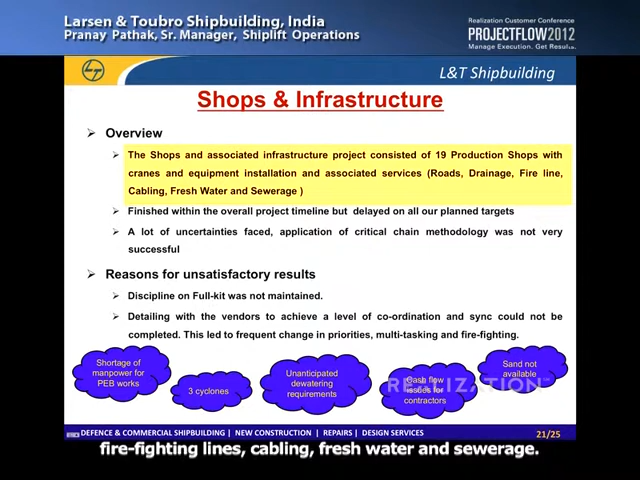 Larsen & Toubro Shipbuilding, India
Pranay Pathak, Sr. Manager, Shiplift Operations
Realization Customer Conference
PROJECTFLOW2012
Manage Execution. Get Results.
L&T Shipbuilding
Shops & Infrastructure
Overview
The Shops and associated infrastructure project consisted of 19 Production Shops with
cranes and equipment installation and associated services (Roads, Drainage, Fire line,
Cabling, Fresh Water and Sewerage )
Finished within the overall project timeline but delayed on all our planned targets
A lot of uncertainties faced, application of critical chain methodology was not very
successful
Reasons for unsatisfactory results
Discipline on Full-kit was not maintained.
Detailing with the vendors to achieve a level of co-ordination and sync could not be
completed. This led to frequent change in priorities, multi-tasking and fire-fighting.
Shortage of
manpower for
PEB works
3 cyclones
Unanticipated
dewatering
requirements
Cash flow
issues for
contractors
Sand not
available
REALIZATION
DEFENCE & COMMERCIAL SHIPBUILDING | NEW CONSTRUCTION | REPAIRS | DESIGN SERVICES
21/25
fire-fighting lines, cabling, fresh water and sewerage.